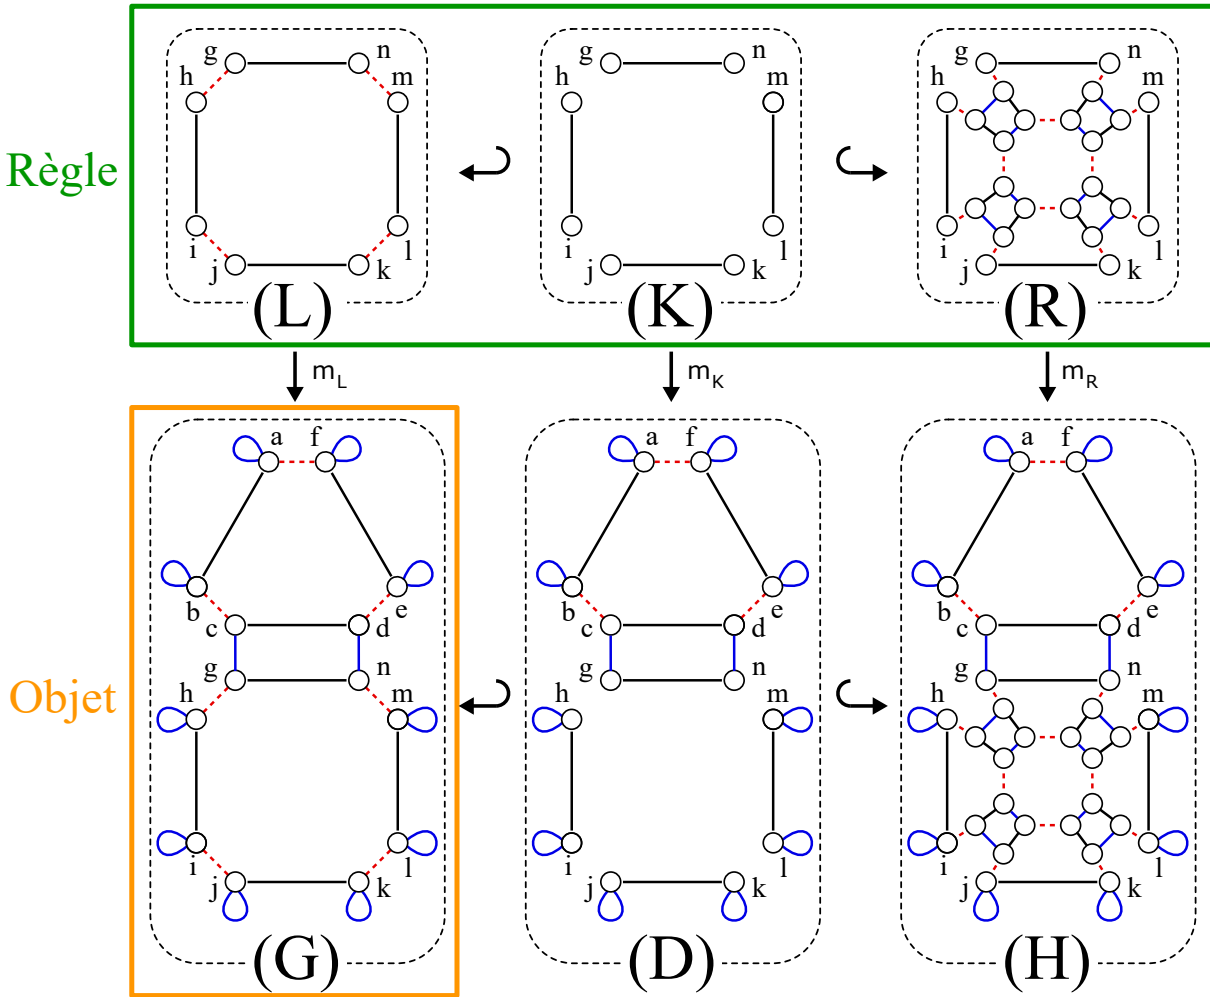 g n g n g n
h m h m h m
Règle
i l i l i l
j k j k j k
(L) (K) (R)
m_L m_K m_R
a f a f a f
b e b e b e
c d c d c d
g n g n g n
Objet
h m h m h m
i l i l i l
j k j k j k
(G) (D) (H)